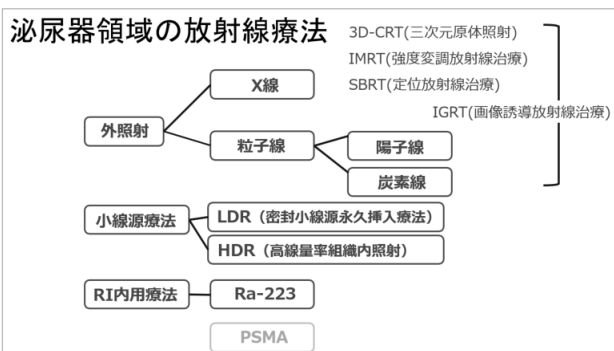 泌尿器領域の放射線療法
3D-CRT(三次元原体照射)
IMRT(強度変調放射線治療)
SBRT(定位放射線治療)
IGRT(画像誘導放射線治療)
X線
外照射
粒子線
陽子線
炭素線
小線源療法
LDR（密封小線源永久挿入療法）
HDR（高線量率組織内照射）
RI内用療法
Ra-223
PSMA